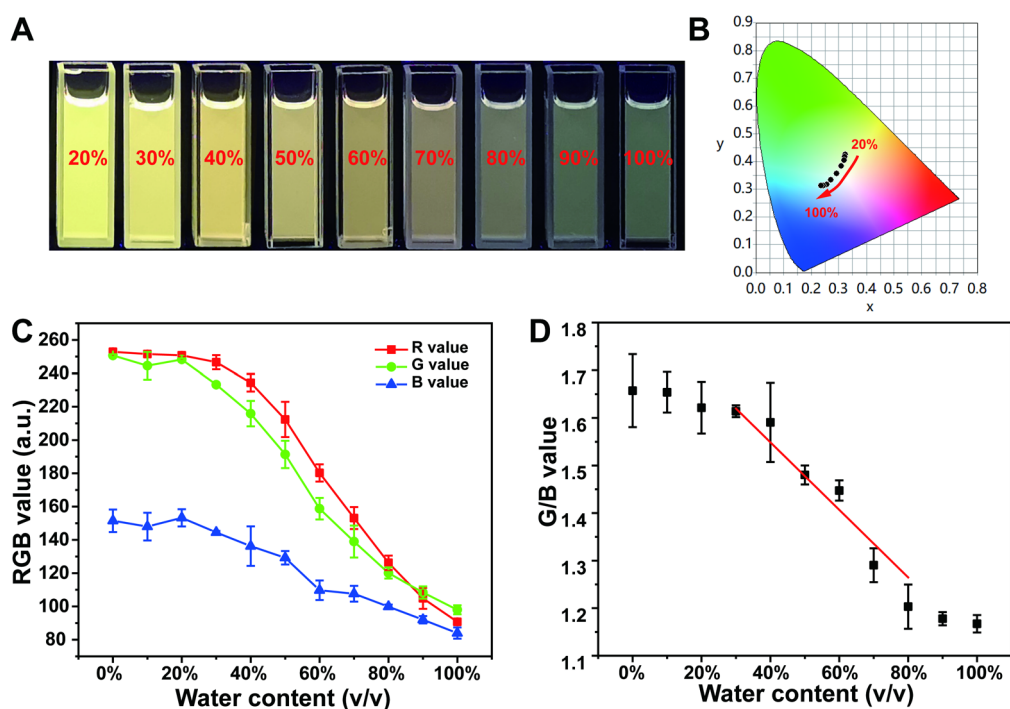 A
20% 30% 40% 50% 60% 70% 80% 90% 100%
B
0.9
0.8
0.7
0.6
0.5
0.4
0.3
0.2
0.1
0.0
y
20%
100%
0.0 0.1 0.2 0.3 0.4 0.5 0.6 0.7 0.8
x
C
260
240
220
200
180
160
140
120
100
80
RGB value (a.u.)
R value
G value
B value
0% 20% 40% 60% 80% 100%
Water content (v/v)
D
1.8
1.7
1.6
1.5
1.4
1.3
1.2
1.1
G/B value
0% 20% 40% 60% 80% 100%
Water content (v/v)